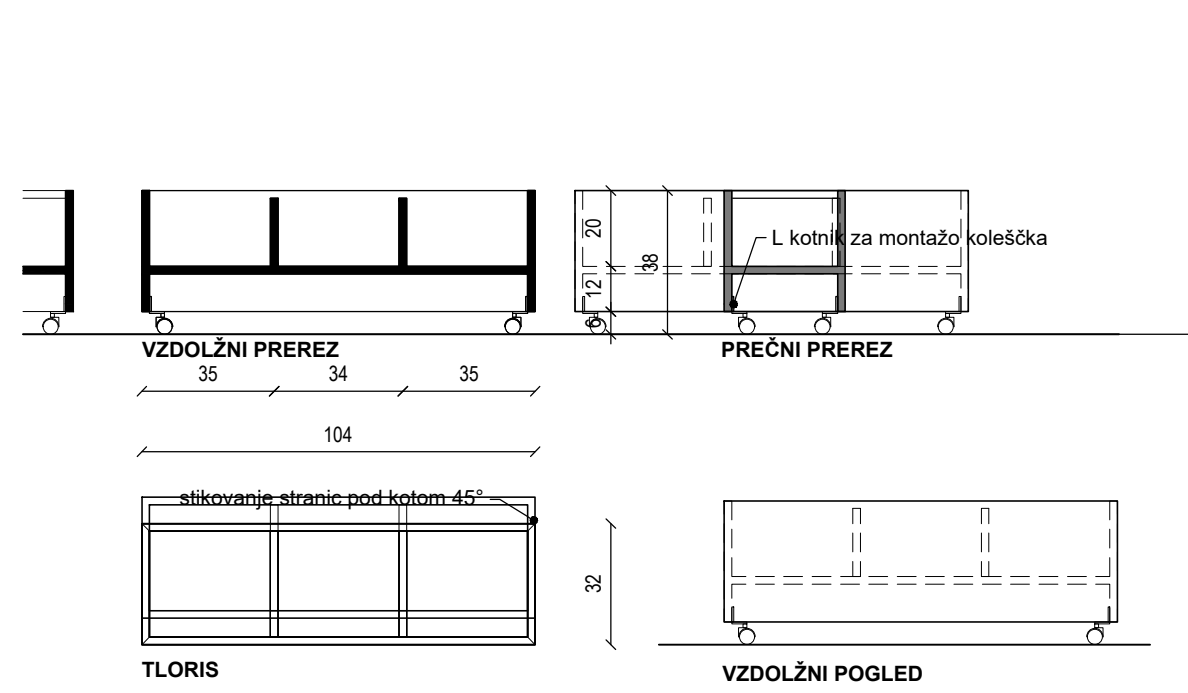 20
L kotnik za montažo koleščka
38
12
6
VZDOLŽNI PREREZ
PREČNI PREREZ
35
34
35
104
stikovanje stranic pod kotom 45°
32
TLORIS
VZDOLŽNI POGLED